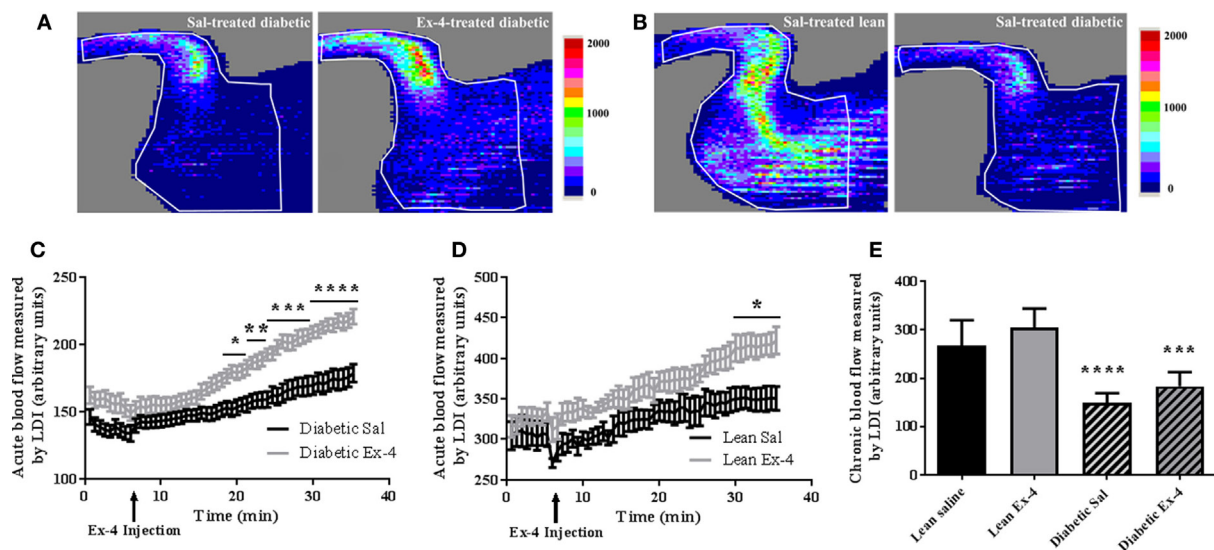 A
Sal-treated diabetic
Ex-4-treated diabetic
2000
1000
0
B
Sal-treated lean
Sal-treated diabetic
2000
1000
0
C
Acute blood flow measured
by LDI (arbitrary units)
250
200
150
100
* ** *** ****
Diabetic Sal
Diabetic Ex-4
0 10 20 30 40
Time (min)
Ex-4 Injection
D
Acute blood flow measured
by LDI (arbitrary units)
500
450
400
350
300
250
*
Lean Sal
Lean Ex-4
0 10 20 30 40
Time (min)
Ex-4 Injection
E
Chronic blood flow measured
by LDI (arbitrary units)
400
300
200
100
0
**** ***
Lean saline
Lean Ex-4
Diabetic Sal
Diabetic Ex-4